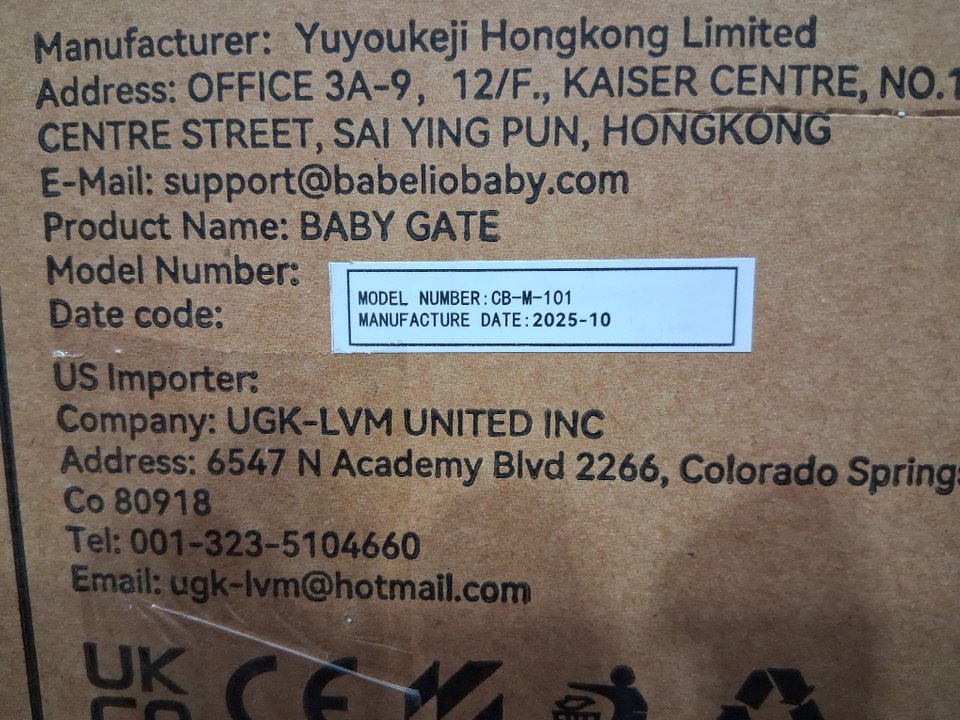 Manufacturer: Yuyoukeji Hongkong Limited
Address: OFFICE 3A-9, 12/F., KAISER CENTRE, NO.1
CENTRE STREET, SAI YING PUN, HONGKONG
E-Mail: support@babeliobaby.com
Product Name: BABY GATE
Model Number:
MODEL NUMBER:CB-M-101
Date code:
MANUFACTURE DATE:2025-10
US Importer:
Company: UGK-LVM UNITED INC
Address: 6547 N Academy Blvd 2266, Colorado Springs
Co 80918
Tel: 001-323-5104660
Email: ugk-lvm@hotmail.com
UK
CA
CE